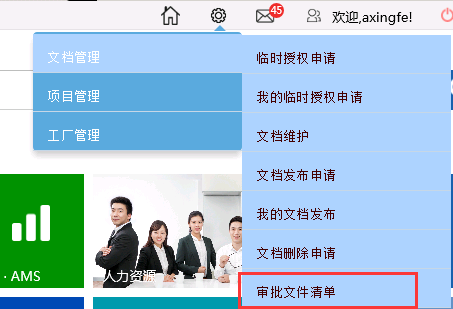 45
欢迎,axingfe!
文档管理
项目管理
工厂管理
临时授权申请
我的临时授权申请
文档维护
文档发布申请
我的文档发布
文档删除申请
审批文件清单
· AMS
人力资源